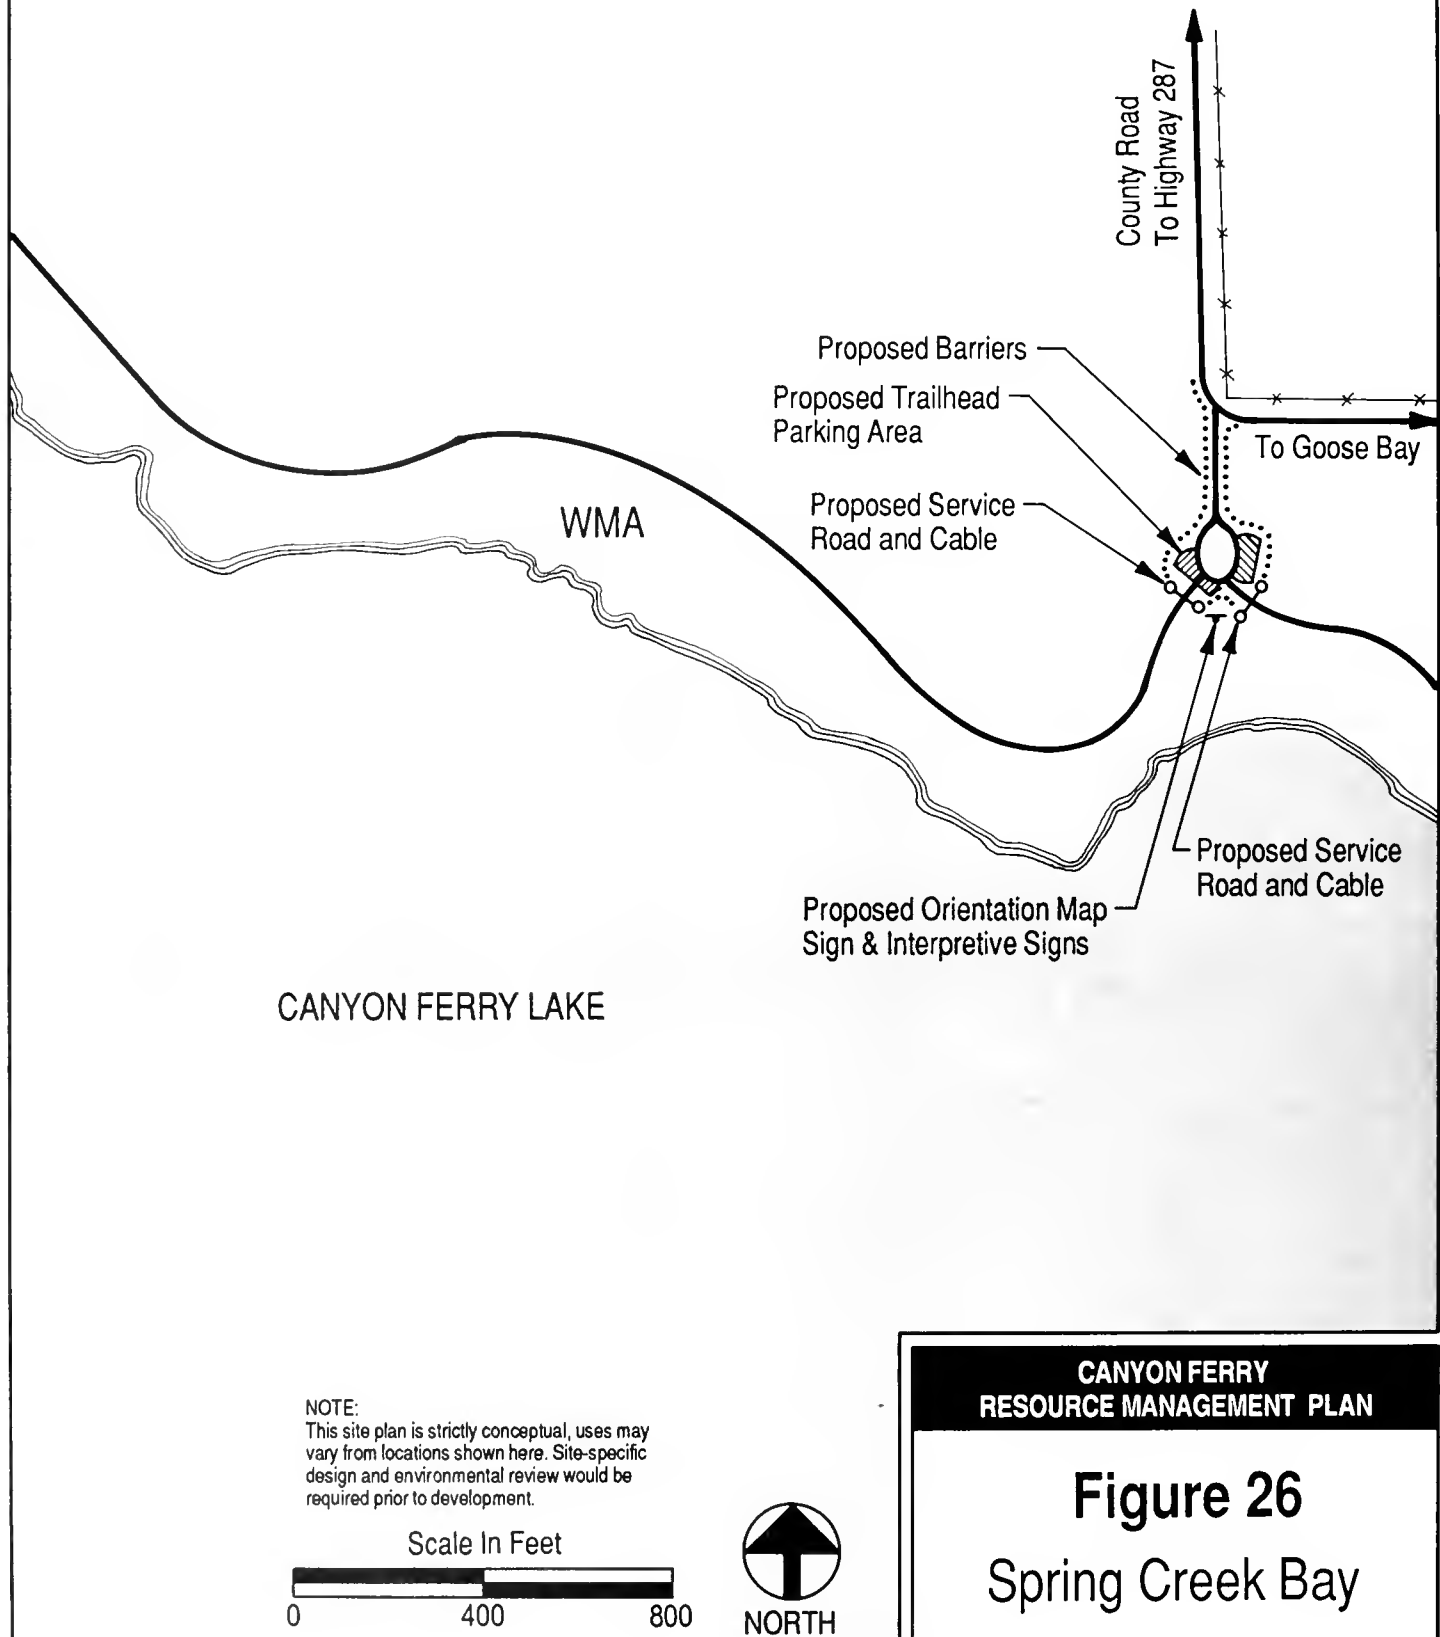 County Road
To Highway 287
Proposed Barriers
Proposed Trailhead
Parking Area
To Goose Bay
Proposed Service
Road and Cable
WMA
Proposed Service
Road and Cable
Proposed Orientation Map
Sign & Interpretive Signs
CANYON FERRY LAKE
NOTE:
This site plan is strictly conceptual, uses may
vary from locations shown here. Site-specific
design and environmental review would be
required prior to development.
Scale In Feet
0 400 800
NORTH
CANYON FERRY
RESOURCE MANAGEMENT PLAN
Figure 26
Spring Creek Bay